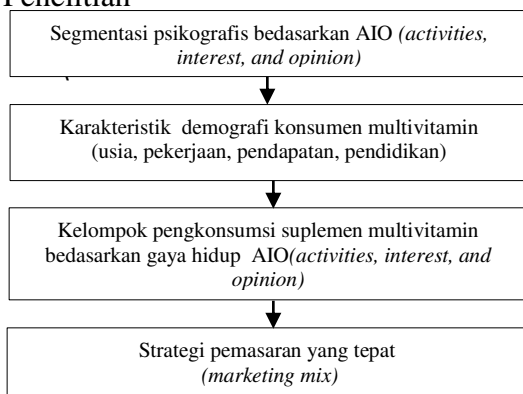 Penelitian
Segmentasi psikografis bedasarkan AIO (activities,
interest, and opinion)
Karakteristik demografi konsumen multivitamin
(usia, pekerjaan, pendapatan, pendidikan)
Kelompok pengkonsumsi suplemen multivitamin
bedasarkan gaya hidup AIO(activities, interest, and
opinion)
Strategi pemasaran yang tepat
(marketing mix)